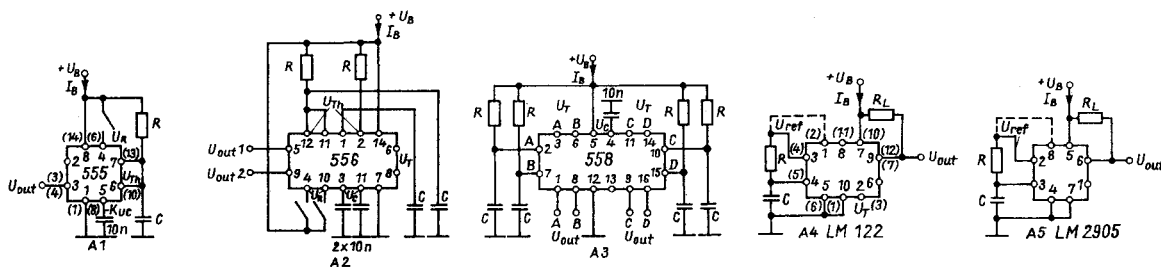 +U_B
I_B
R
(14) (6) U_R
8 4
2 7 (13)
555
U_out (3) 3 6 U_Th
(4) (10)
1 5
(1) (8) K_UC
10n
C
A1
+U_B
I_B
R R
U_Th
12 11 1 2 14
U_out 1 5 556 6 U_T
U_out 2 9 8
4 10 3 11 7
U_R U_C
C C
2x10n
A2
+U_B
I_B
10n
R R R R
U_T U_C U_T
A B C D
3 6 5 4 11 14
A 2 558 10 C
B 7 15 D
1 8 12 13 9 16
A B C D
U_out U_out
C C C C
A3
+U_B
I_B R_L
U_ref (2) (11) (10)
1 8 7
(4) 3 9 (12) U_out
(7)
R
(5) 4 6
5 10 2
(6) (1) (3)
U_T
C
A4 LM 122
+U_B
I_B R_L
U_ref
8 5
2 6 U_out
R
3 1
4 7
C
A5 LM 2905